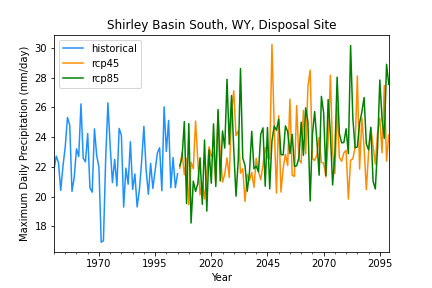 Shirley Basin South, WY, Disposal Site
Maximum Daily Precipitation (mm/day)
30
28
26
24
22
20
18
historical
rcp45
rcp85
1970
1995
2020
2045
2070
2095
Year